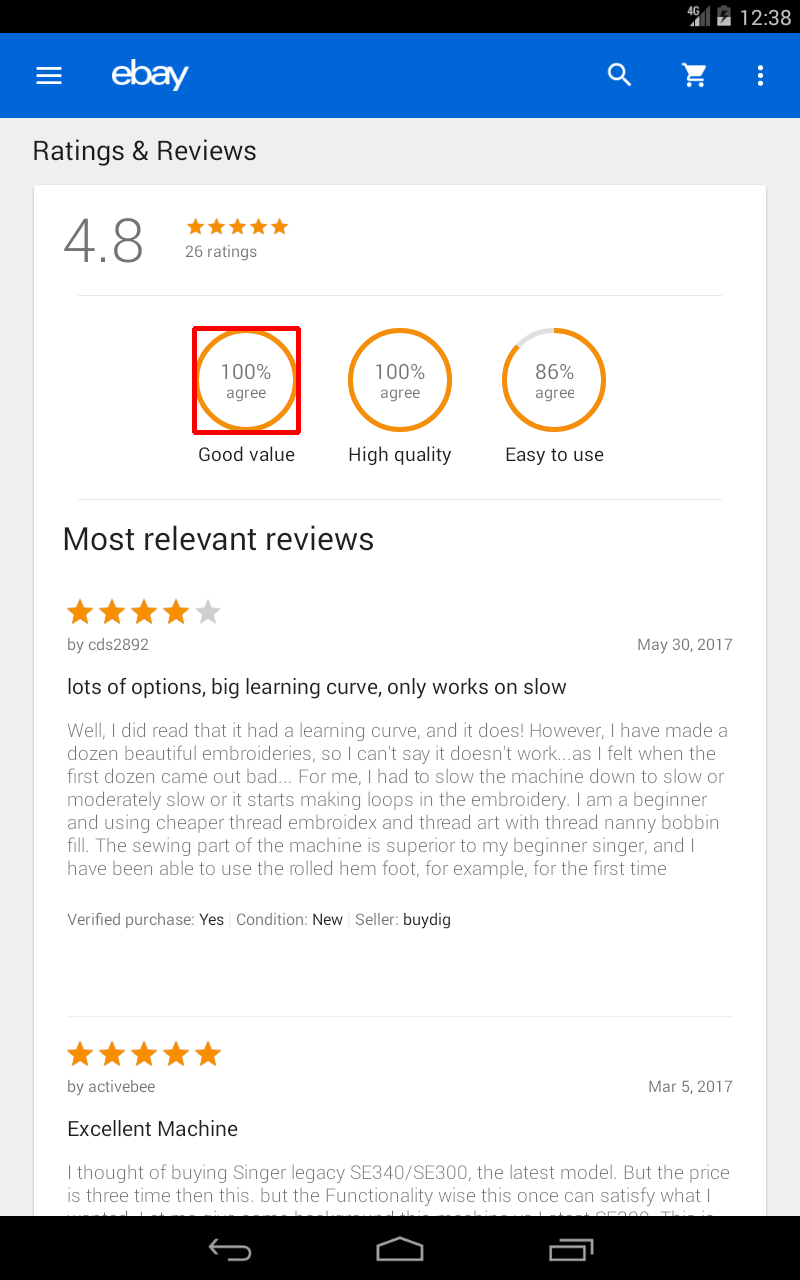 4G 12:38
ebay
Ratings & Reviews
4.8
26 ratings
100% agree
100% agree
86% agree
Good value
High quality
Easy to use
Most relevant reviews
by cds2892
May 30, 2017
lots of options, big learning curve, only works on slow
Well, I did read that it had a learning curve, and it does! However, I have made a
dozen beautiful embroideries, so I can't say it doesn't work...as I felt when the
first dozen came out bad... For me, I had to slow the machine down to slow or
moderately slow or it starts making loops in the embroidery. I am a beginner
and using cheaper thread embroidex and thread art with thread nanny bobbin
fill. The sewing part of the machine is superior to my beginner singer, and I
have been able to use the rolled hem foot, for example, for the first time
Verified purchase: Yes | Condition: New | Seller: buydig
by activebee
Mar 5, 2017
Excellent Machine
I thought of buying Singer legacy SE340/SE300, the latest model. But the price
is three time then this. but the Functionality wise this once can satisfy what I